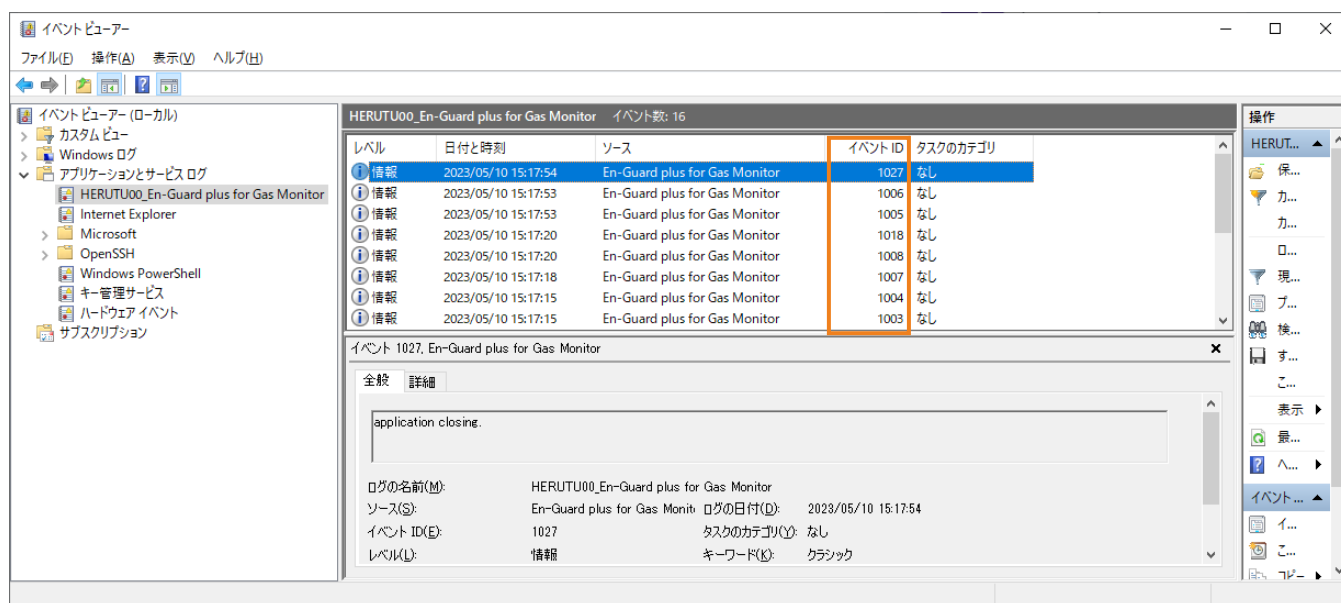 イベント ビューアー
ファイル(F) 操作(A) 表示(V) ヘルプ(H)
イベント ビューアー (ローカル)
カスタム ビュー
Windows ログ
アプリケーションとサービス ログ
HERUTU00_En-Guard plus for Gas Monitor
Internet Explorer
Microsoft
OpenSSH
Windows PowerShell
キー管理サービス
ハードウェア イベント
サブスクリプション
HERUTU00_En-Guard plus for Gas Monitor イベント数: 16
レベル 日付と時刻 ソース イベント ID タスクのカテゴリ
情報 2023/05/10 15:17:54 En-Guard plus for Gas Monitor 1027 なし
情報 2023/05/10 15:17:53 En-Guard plus for Gas Monitor 1006 なし
情報 2023/05/10 15:17:53 En-Guard plus for Gas Monitor 1005 なし
情報 2023/05/10 15:17:20 En-Guard plus for Gas Monitor 1018 なし
情報 2023/05/10 15:17:20 En-Guard plus for Gas Monitor 1008 なし
情報 2023/05/10 15:17:18 En-Guard plus for Gas Monitor 1007 なし
情報 2023/05/10 15:17:15 En-Guard plus for Gas Monitor 1004 なし
情報 2023/05/10 15:17:15 En-Guard plus for Gas Monitor 1003 なし
イベント 1027, En-Guard plus for Gas Monitor
全般 詳細
application closing.
ログの名前(M): HERUTU00_En-Guard plus for Gas Monitor
ソース(S): En-Guard plus for Gas Monit ログの日付(D): 2023/05/10 15:17:54
イベント ID(E): 1027 タスクのカテゴリ(Y): なし
レベル(L): 情報 キーワード(K): クラシック
操作
HERUT...
保...
カ...
カ...
ロ...
現...
プ...
検...
す...
こ...
表示
最...
ヘ...
イベント ...
イ...
こ...
コピー